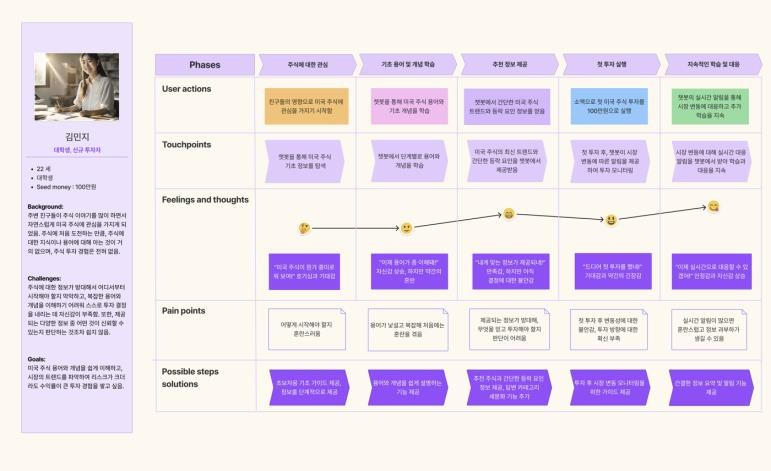 김민지
대학생, 신규 투자자
• 22 세
• 대학생
• Seed money : 100만원
Background:
주변 친구들이 주식 이야기를 많이 하면서
자연스럽게 미국 주식에 관심을 가지게 되
었음. 주식에 처음 도전하는 만큼, 주식에
대한 지식이나 용어에 대해 아는 것이 거
의 없으며, 주식 투자 경험은 전혀 없음.
Challenges:
주식에 대한 정보가 방대해서 어디서부터
시작해야 할지 막막하고, 복잡한 용어와
개념을 이해하기 어려워 스스로 투자 결정
을 내리는 데 자신감이 부족함. 또한, 제공
되는 다양한 정보 중 어떤 것이 신뢰할 수
있는지 판단하는 것조차 쉽지 않음.
Goals:
미국 주식 용어와 개념을 쉽게 이해하고,
시장의 트렌드를 파악하여 리스크가 크더
라도 수익률이 큰 투자 경험을 쌓고 싶음.
Phases
주식에 대한 관심
기초 용어 및 개념 학습
추천 정보 제공
첫 투자 실행
지속적인 학습 및 대응
User actions
친구들의 영향으로 미국 주식에
관심을 가지기 시작함
챗봇을 통해 미국 주식 용어와
기초 개념을 학습
챗봇에서 간단한 미국 주식
트렌드와 등락 요인 정보를 얻음
소액으로 첫 미국 주식 투자를
100만원으로 실행
챗봇이 실시간 알림을 통해
시장 변동에 대응하고 추가
학습을 지속
Touchpoints
챗봇을 통해 미국 주식
기초 정보를 탐색
챗봇에서 단계별로 용어와
개념을 학습
미국 주식의 최신 트렌드와
간단한 등락 요인을 챗봇에서
제공받음
첫 투자 후, 챗봇이 시장
변동에 따른 알림을 제공
하여 투자 모니터링
시장 변동에 대해 실시간 대응
알림을 챗봇에서 받아 학습과
대응을 지속
Feelings and thoughts
"미국 주식이 뭔가 흥미로
워 보여!" 호기심과 기대감
"이제 용어가 좀 이해돼!"
자신감 상승, 하지만 약간의
혼란
"내게 맞는 정보가 제공되네!"
만족감, 하지만 아직
결정에 대한 불안감
"드디어 첫 투자를 했네!"
기대감과 약간의 긴장감
"이제 실시간으로 대응할 수 있
겠어!" 안정감과 자신감 상승
Pain points
어떻게 시작해야 할지
혼란스러움
용어가 낯설고 복잡해 처음에는
혼란을 겪음
제공되는 정보가 방대해,
무엇을 믿고 투자해야 할지
판단이 어려움
첫 투자 후 변동성에 대한
불안감, 투자 방향에 대한
확신 부족
실시간 알림이 많으면
혼란스럽고 정보 과부하가
생길 수 있음
Possible steps
solutions
초보자용 기초 가이드 제공,
정보를 단계적으로 제공
용어와 개념을 쉽게 설명하는
기능 제공
추천 주식과 간단한 등락 요인
정보 제공, 답변 카테고리
세분화 기능 추가
투자 후 시장 변동 모니터링을
위한 가이드 제공
간결한 정보 요약 및 알림 기능
제공